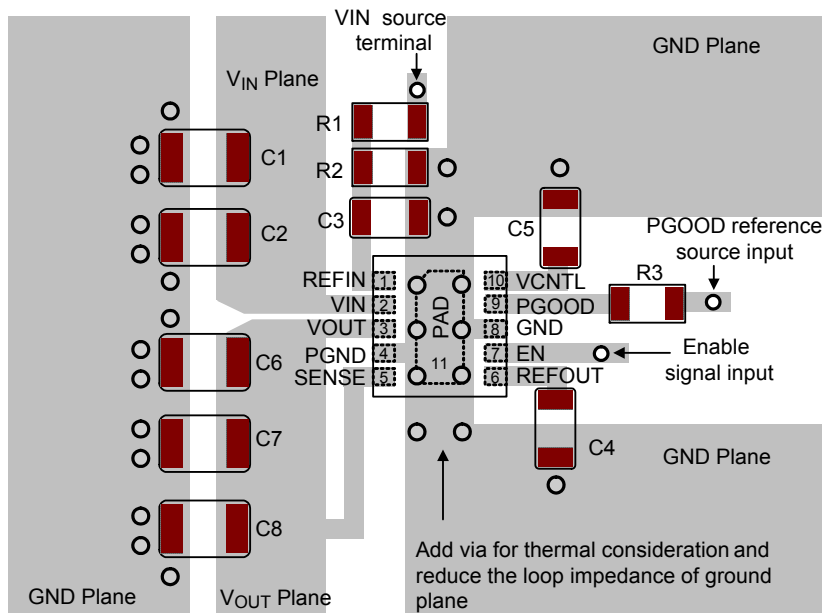 VIN source
terminal
GND Plane
VIN Plane
R1
C1
R2
C2
C3
C5
PGOOD reference
source input
R3
REFIN 1 10 VCNTL
VIN 2 9 PGOOD
VOUT 3 PAD 8 GND
PGND 4 11 7 EN
SENSE 5 6 REFOUT
Enable
signal input
C6
C7
C4
GND Plane
C8
Add via for thermal consideration and
reduce the loop impedance of ground
plane
GND Plane
VOUT Plane